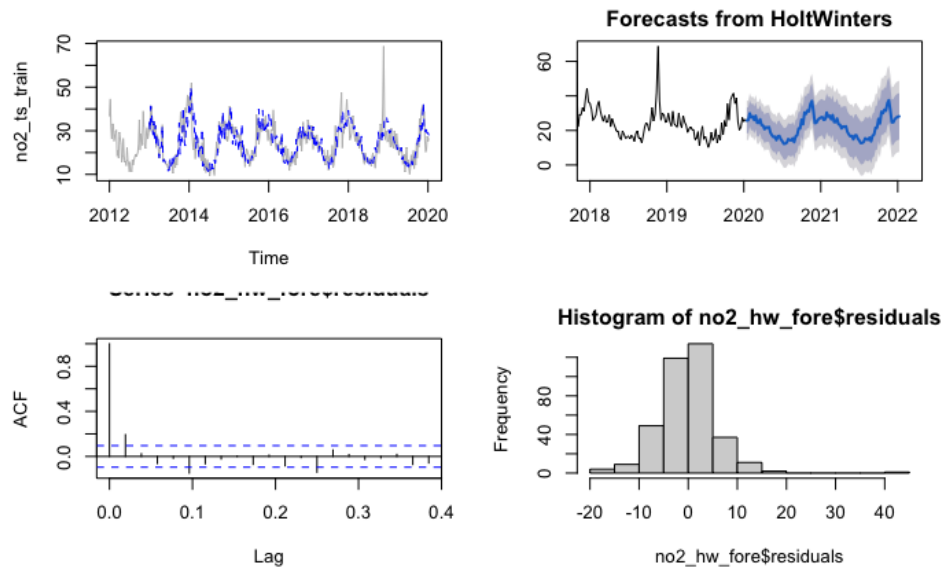 no2_ts_train
70
50
30
10
2012 2014 2016 2018 2020
Time
Forecasts from HoltWinters
60
20
0
2018 2019 2020 2021 2022
Series no2_hw_fore$residuals
ACF
0.8
0.4
0.0
0.0 0.1 0.2 0.3 0.4
Lag
Histogram of no2_hw_fore$residuals
Frequency
80
40
0
-20 -10 0 10 20 30 40
no2_hw_fore$residuals